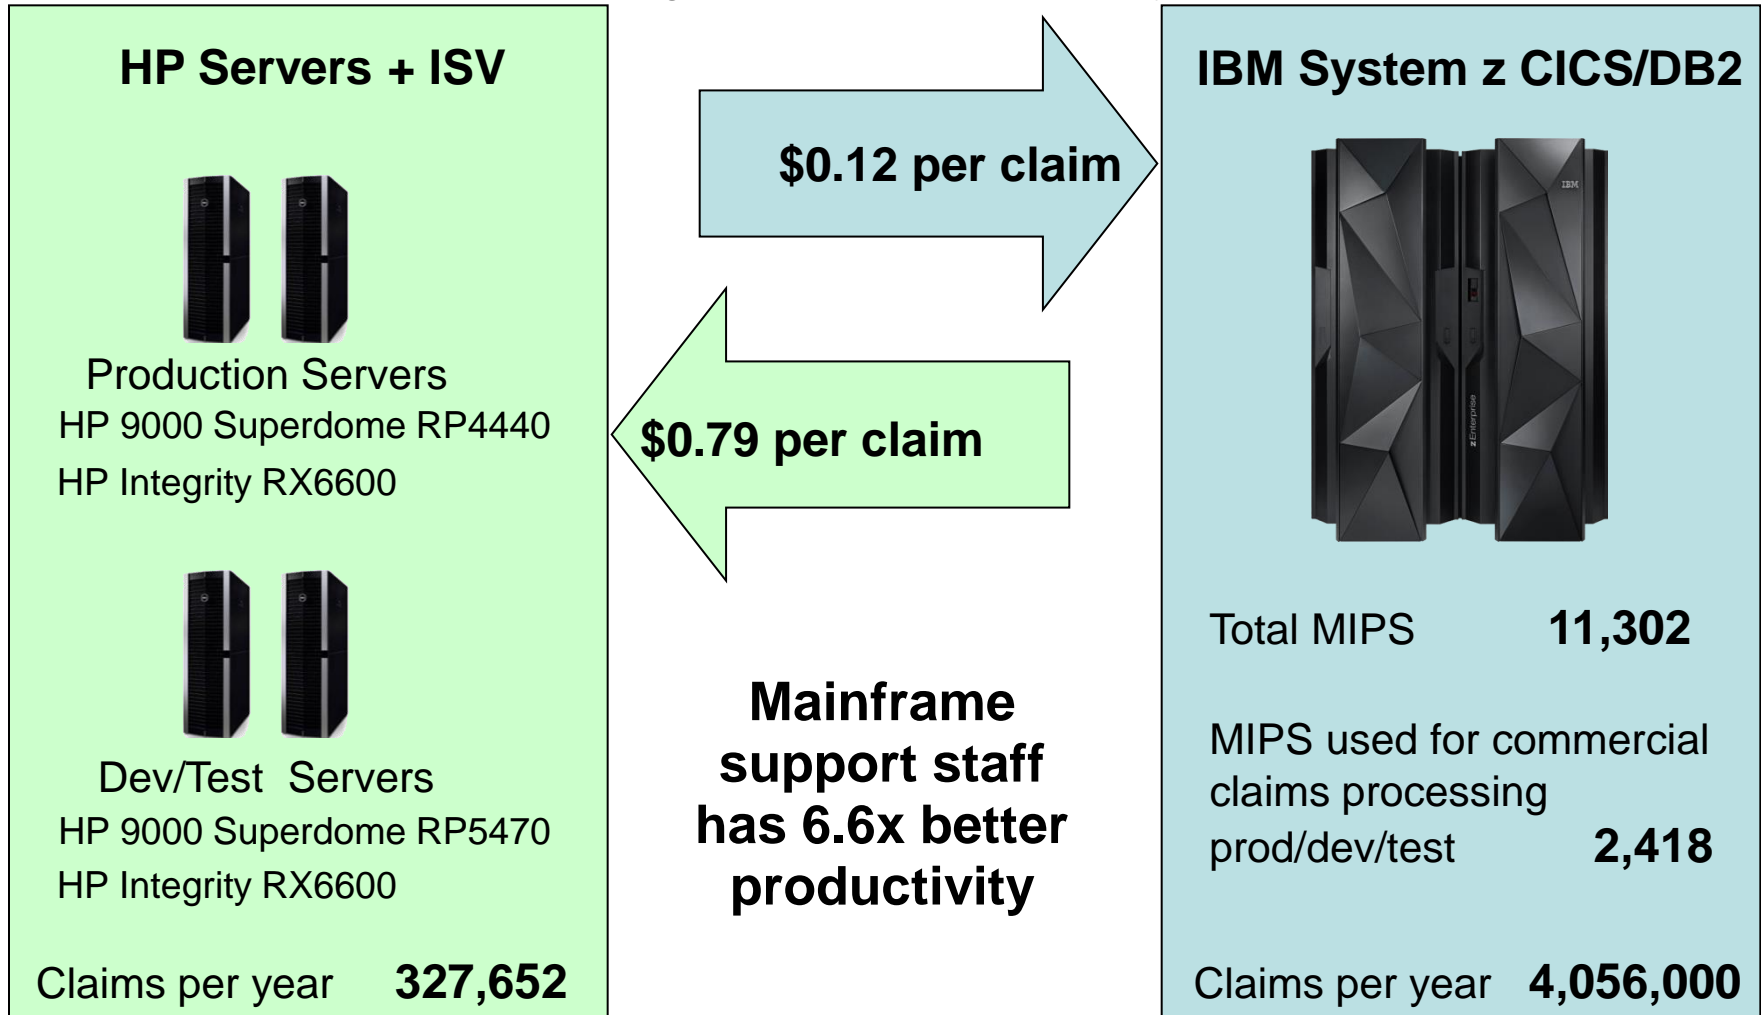 HP Servers + ISV
Production Servers
HP 9000 Superdome RP4440
HP Integrity RX6600
Dev/Test Servers
HP 9000 Superdome RP5470
HP Integrity RX6600
Claims per year 327,652
$0.12 per claim
$0.79 per claim
Mainframe
support staff
has 6.6x better
productivity
IBM System z CICS/DB2
IBM
zEnterprise
Total MIPS 11,302
MIPS used for commercial
claims processing
prod/dev/test 2,418
Claims per year 4,056,000